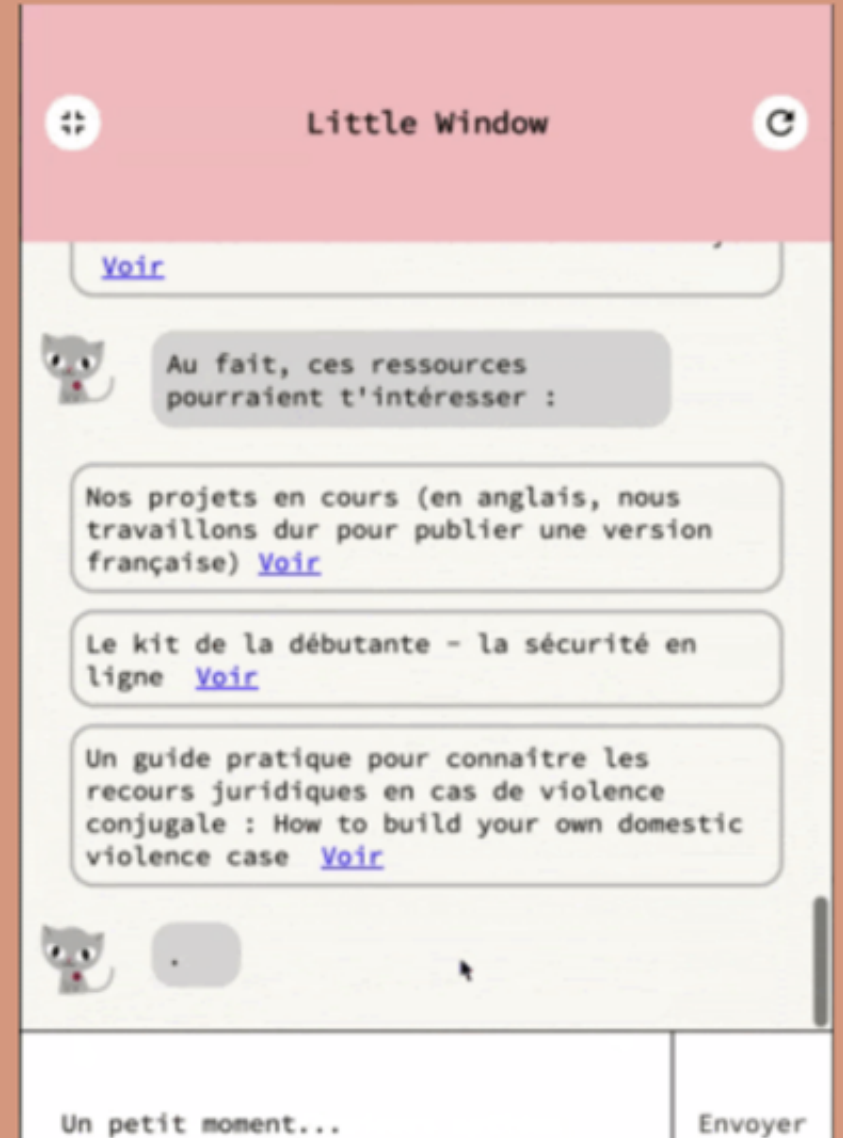 Little Window
Voir
Au fait, ces ressources
pourraient t'intéresser :
Nos projets en cours (en anglais, nous
travaillons dur pour publier une version
française) Voir
Le kit de la débutante - la sécurité en
ligne Voir
Un guide pratique pour connaître les
recours juridiques en cas de violence
conjugale : How to build your own domestic
violence case Voir
.
Un petit moment...
Envoyer